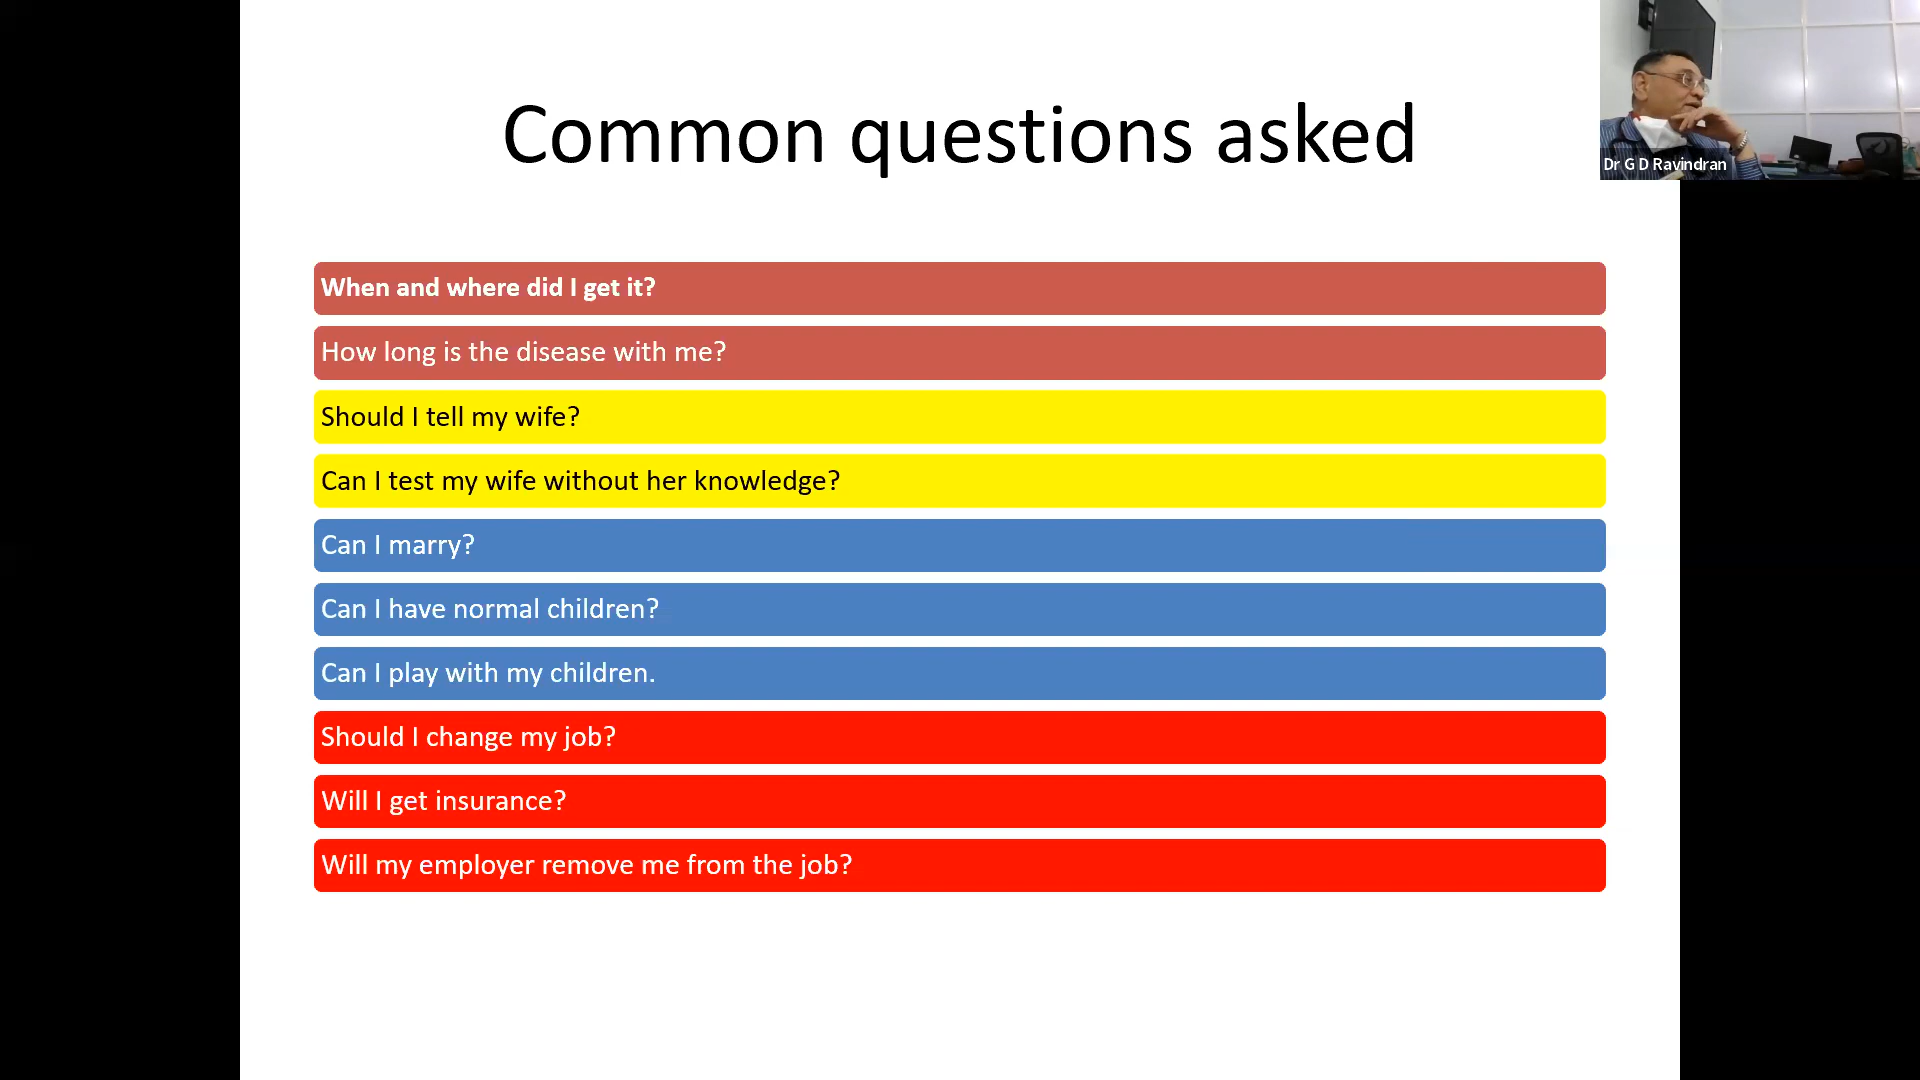 Common questions asked
Dr G D Ravindran
When and where did I get it?
How long is the disease with me?
Should I tell my wife?
Can I test my wife without her knowledge?
Can I marry?
Can I have normal children?
Can I play with my children.
Should I change my job?
Will I get insurance?
Will my employer remove me from the job?